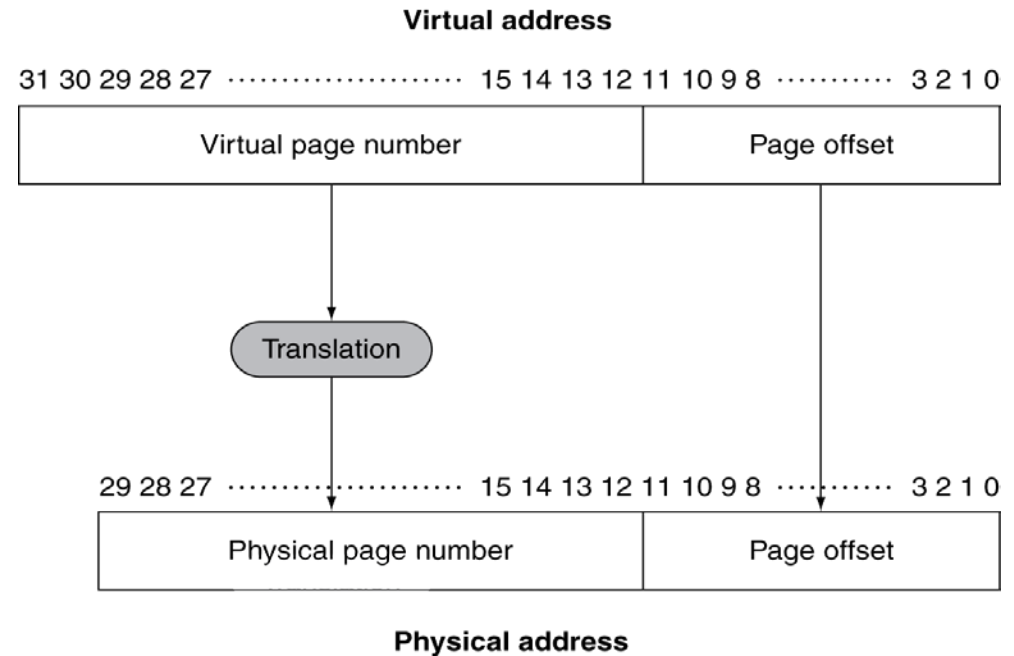 Virtual address
31 30 29 28 27 ······················ 15 14 13 12 11 10 9 8 ··········· 3 2 1 0
Virtual page number Page offset
Translation
29 28 27 ······················ 15 14 13 12 11 10 9 8 ··········· 3 2 1 0
Physical page number Page offset
Physical address